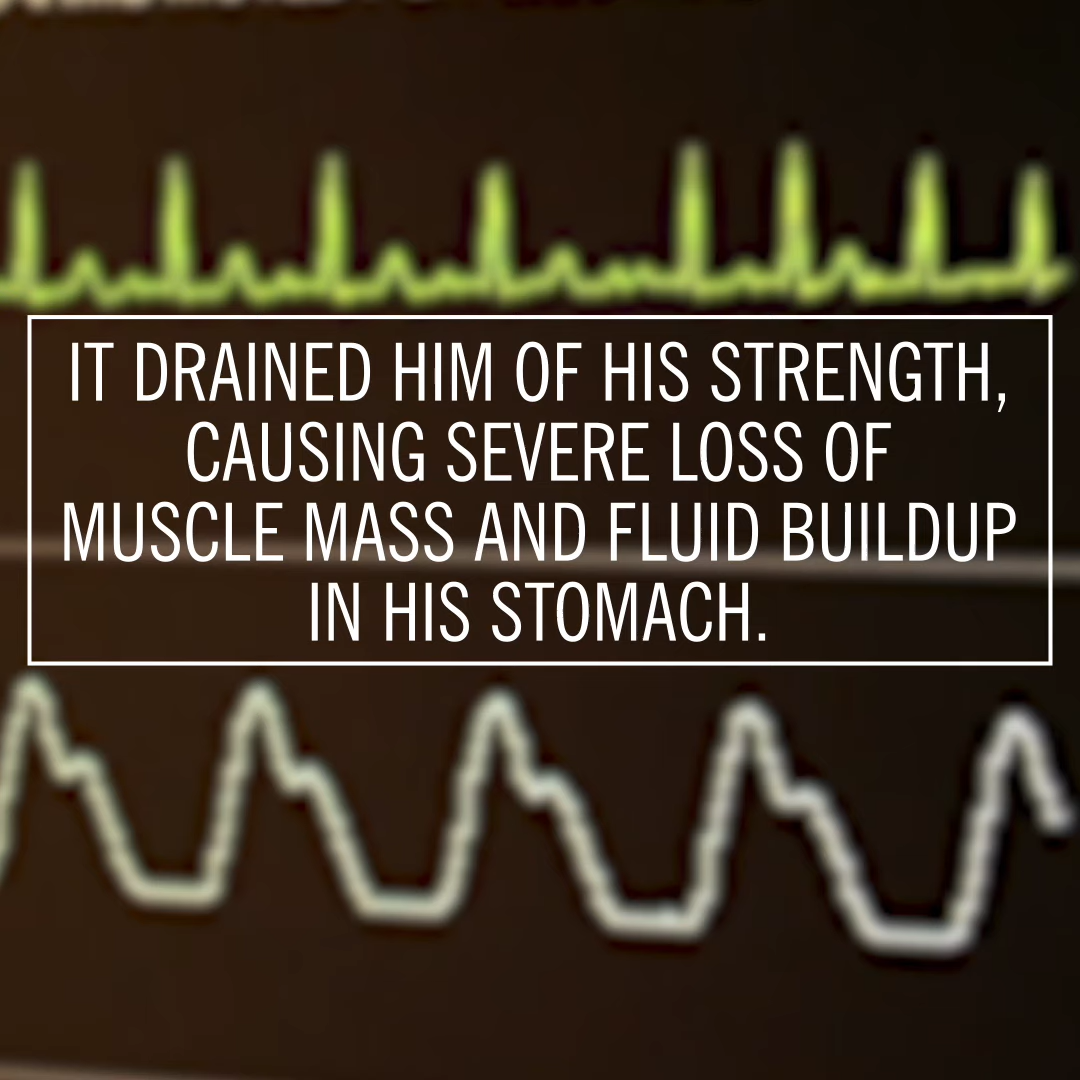 IT DRAINED HIM OF HIS STRENGTH,
CAUSING SEVERE LOSS OF
MUSCLE MASS AND FLUID BUILDUP
IN HIS STOMACH.